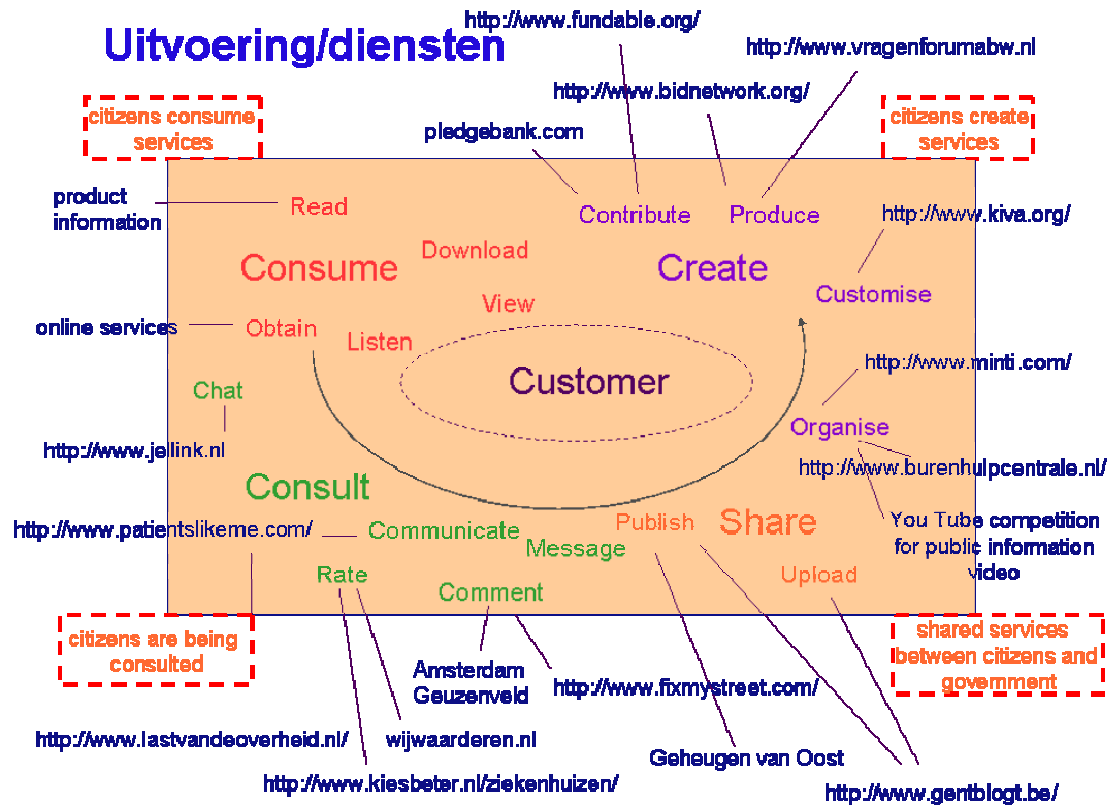 http://www.fundable.org/
Uitvoering/diensten
http://www.vragenforumabw.nl
http://www.bidnetwork.org/
citizens consume
services
citizens create
services
pledgebank.com
product
information
Read
Contribute
Produce
http://www.kiva.org/
Download
Consume
Create
View
Customise
online services
Obtain
Listen
http://www.minti.com/
Customer
Chat
Organise
http://www.jellink.nl
http://www.burenhulpcentrale.nl/
Consult
http://www.patientslikeme.com/
Communicate
Publish
Share
You Tube competition
for public information
video
Message
Rate
Upload
Comment
citizens are being
consulted
shared services
between citizens and
government
Amsterdam
Geuzenveld
http://www.fixmystreet.com/
http://www.lastvandeoverheid.nl/
wijwaarderen.nl
Geheugen van Oost
http://www.kiesbeter.nl/ziekenhuizen/
http://www.gentblogt.be/